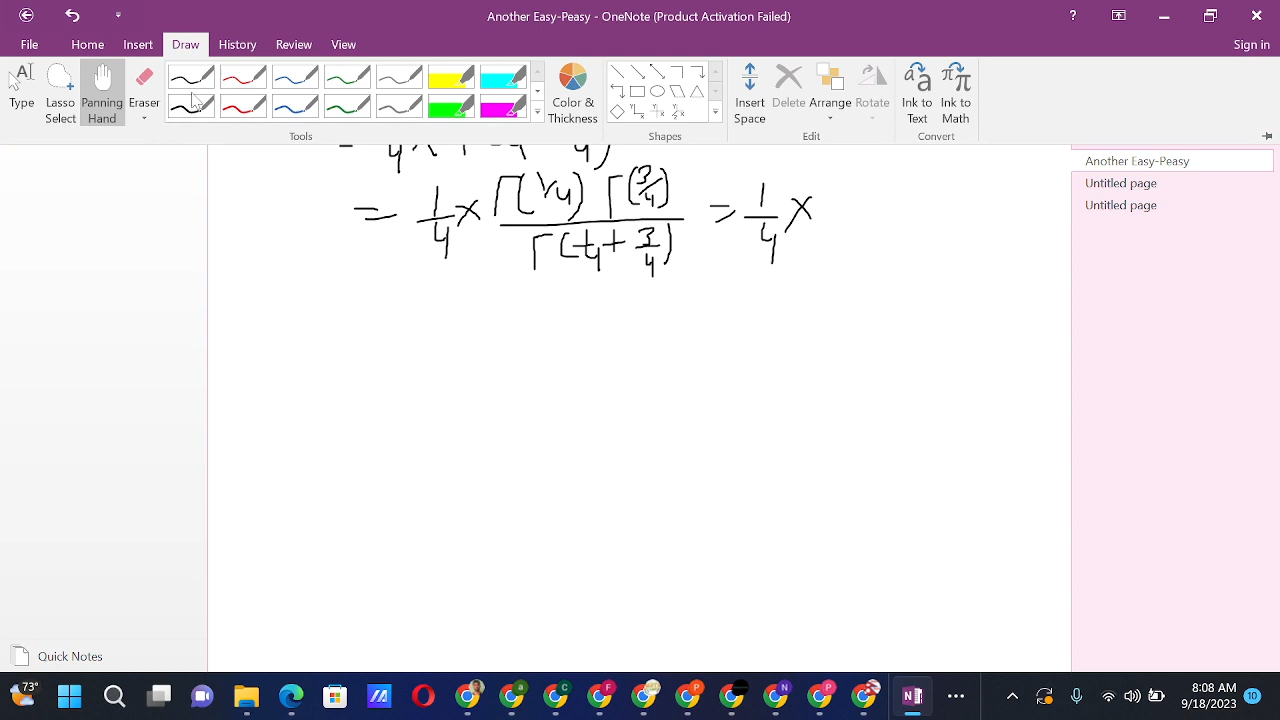 Another Easy-Peasy - OneNote (Product Activation Failed)
?
File Home Insert Draw History Review View
Sign in
Type
Lasso Select
Panning Hand
Eraser
Color & Thickness
Insert Space
Delete
Arrange
Rotate
Ink to Text
Ink to Math
Tools
Shapes
Edit
Convert
Another Easy-Peasy
Untitled page
Untitled page
= 1/4 x Γ(1/4) Γ(3/4) / Γ(1/4 + 3/4) = 1/4 x
Quick Notes
73°
8:08 AM
9/18/2023
10